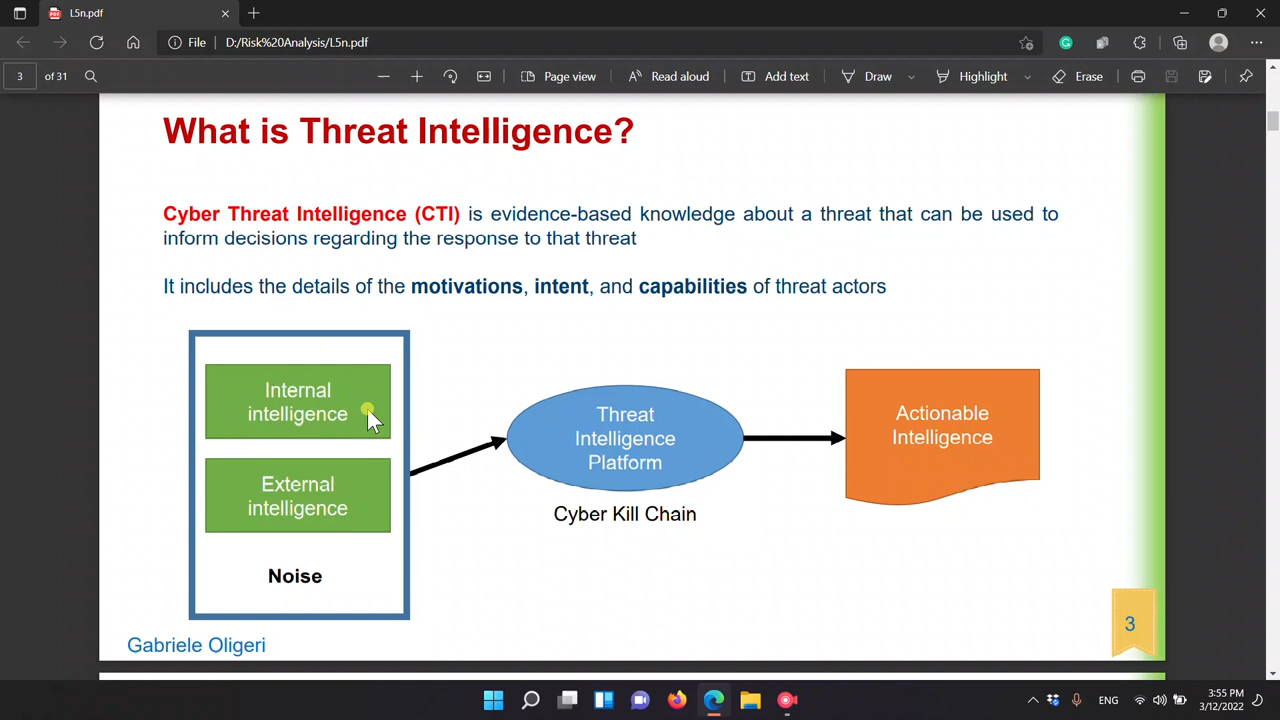 L5n.pdf
File
D:/Risk%20Analysis/L5n.pdf
3
of 31
Page view
Read aloud
Add text
Draw
Highlight
Erase
What is Threat Intelligence?
Cyber Threat Intelligence (CTI) is evidence-based knowledge about a threat that can be used to
inform decisions regarding the response to that threat
It includes the details of the motivations, intent, and capabilities of threat actors
Internal
intelligence
External
intelligence
Noise
Threat
Intelligence
Platform
Cyber Kill Chain
Actionable
Intelligence
3
Gabriele Oligeri
ENG
3:55 PM
3/12/2022